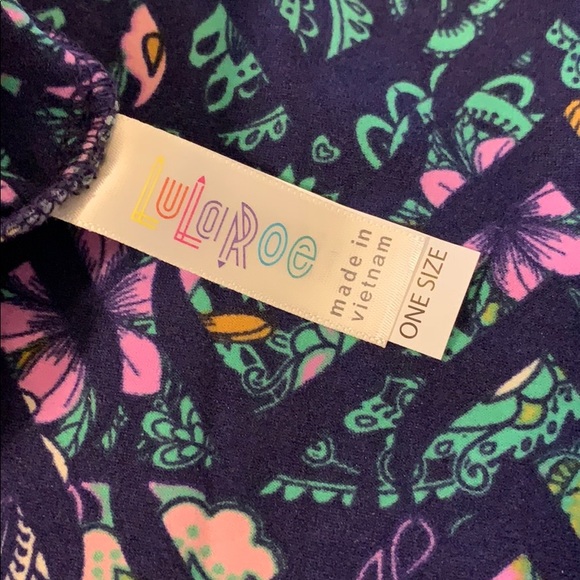 LuLaRoe
made in
vietnam
ONE SIZE